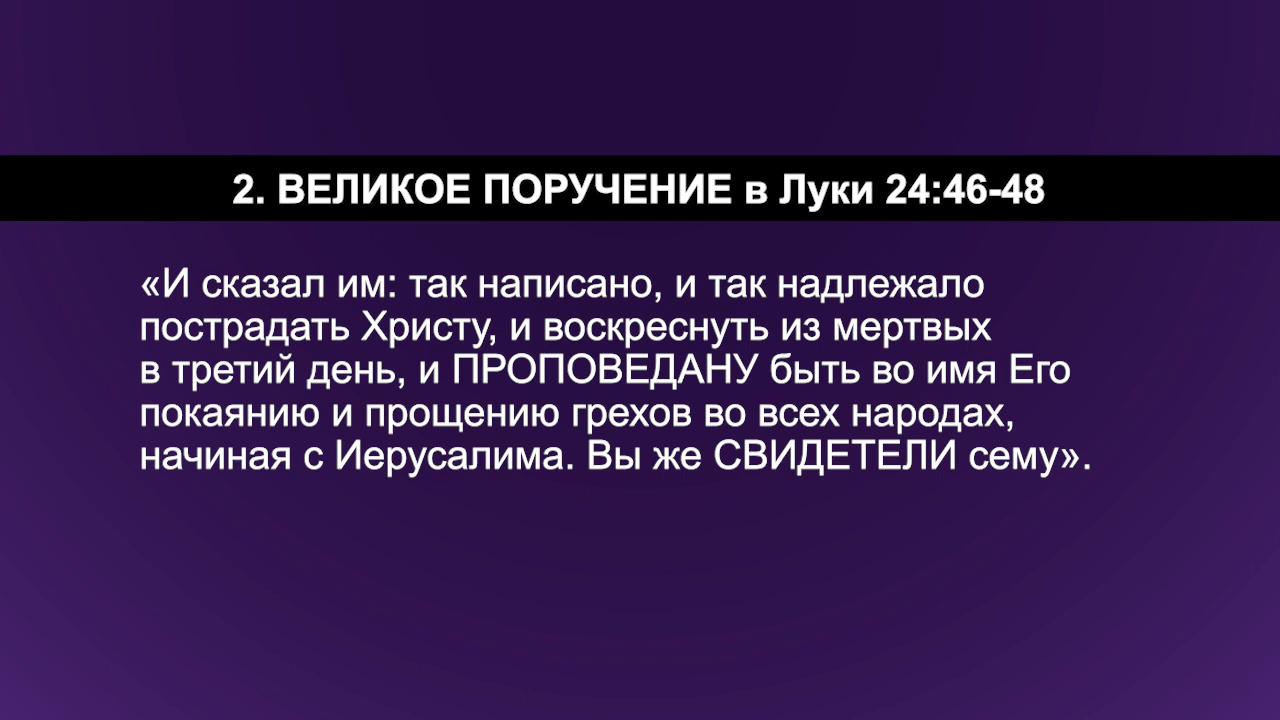 2. ВЕЛИКОЕ ПОРУЧЕНИЕ в Луки 24:46-48
«И сказал им: так написано, и так надлежало
пострадать Христу, и воскреснуть из мертвых
в третий день, и ПРОПОВЕДАНУ быть во имя Его
покаянию и прощению грехов во всех народах,
начиная с Иерусалима. Вы же СВИДЕТЕЛИ сему».